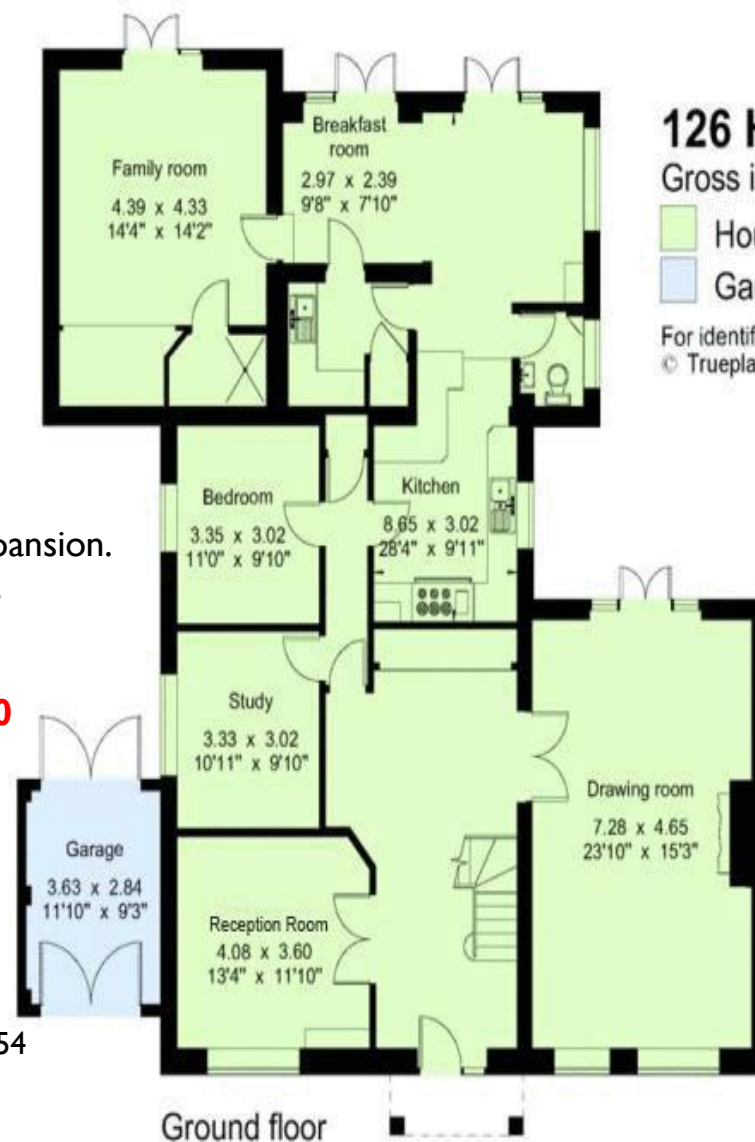 Family room
4.39 x 4.33
14'4" x 14'2"
Breakfast
room
2.97 x 2.39
9'8" x 7'10"
126 H
Gross i
Ho
Ga
For identif
© Truepla
pansion.
Bedroom
3.35 x 3.02
11'0" x 9'10"
Kitchen
8.65 x 3.02
28'4" x 9'11"
0
Study
3.33 x 3.02
10'11" x 9'10"
Drawing room
7.28 x 4.65
23'10" x 15'3"
Garage
3.63 x 2.84
11'10" x 9'3"
Reception Room
4.08 x 3.60
13'4" x 11'10"
54
Ground floor